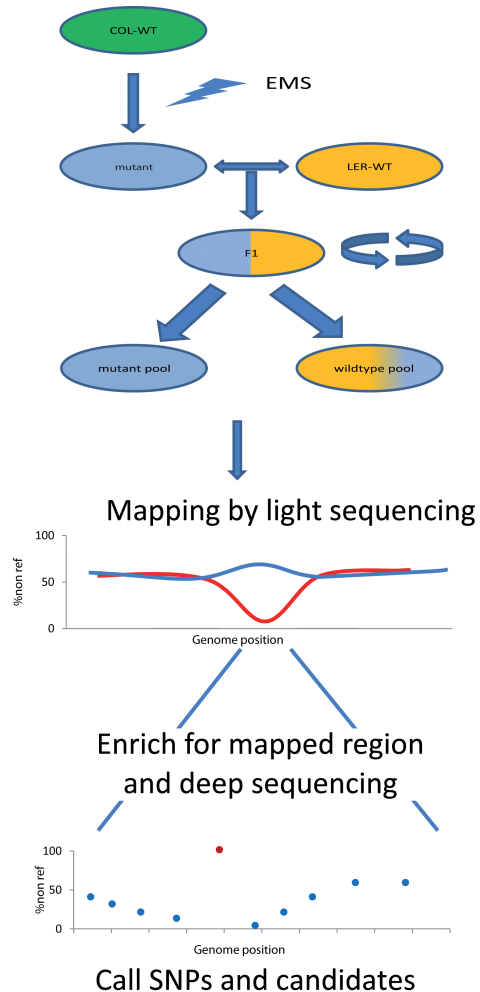 COL-WT
EMS
mutant
LER-WT
F1
mutant pool
wildtype pool
Mapping by light sequencing
100
50
0
%non ref
Genome position
Enrich for mapped region
and deep sequencing
100
50
0
%non ref
Genome position
Call SNPs and candidates